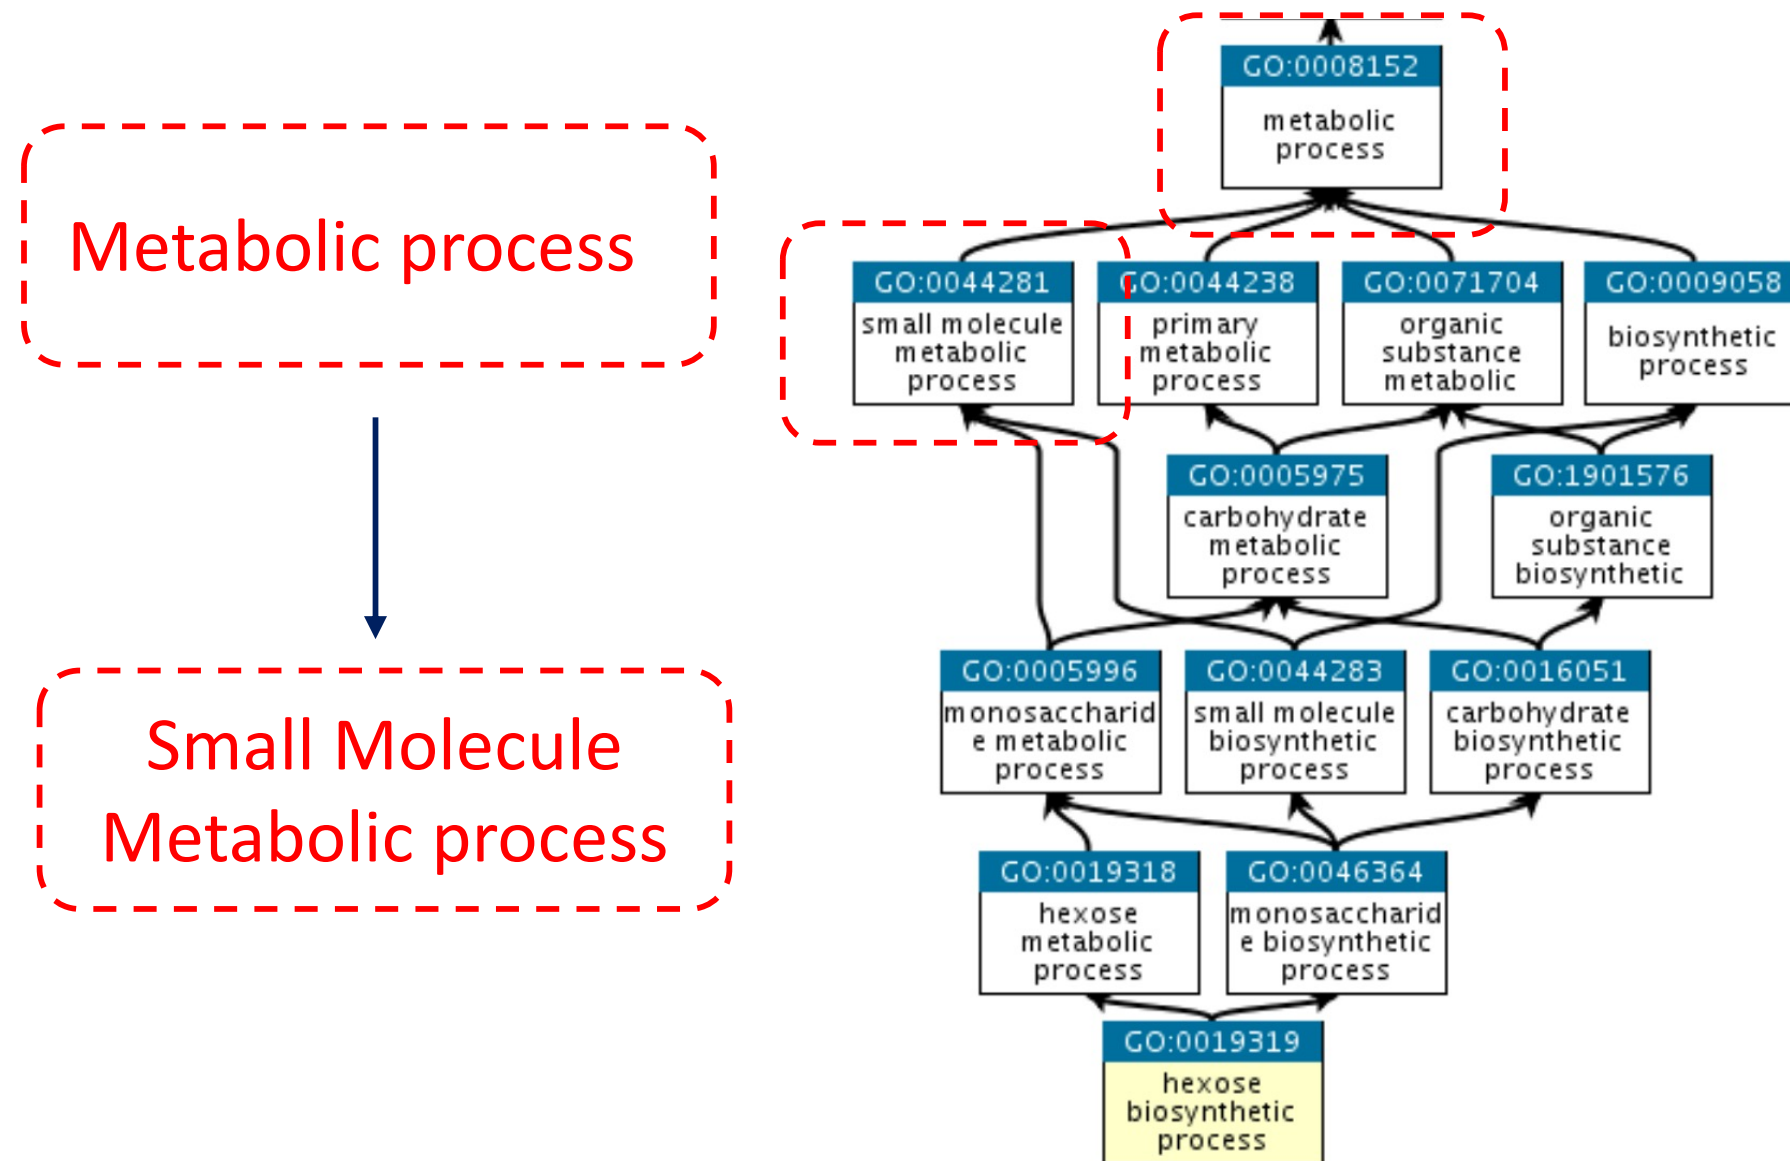 Metabolic process
Small Molecule
Metabolic process
GO:0008152
metabolic
process
GO:0044281
small molecule
metabolic
process
GO:0044238
primary
metabolic
process
GO:0071704
organic
substance
metabolic
GO:0009058
biosynthetic
process
GO:0005975
carbohydrate
metabolic
process
GO:1901576
organic
substance
biosynthetic
GO:0005996
monosaccharid
e metabolic
process
GO:0044283
small molecule
biosynthetic
process
GO:0016051
carbohydrate
biosynthetic
process
GO:0019318
hexose
metabolic
process
GO:0046364
monosaccharid
e biosynthetic
process
GO:0019319
hexose
biosynthetic
process